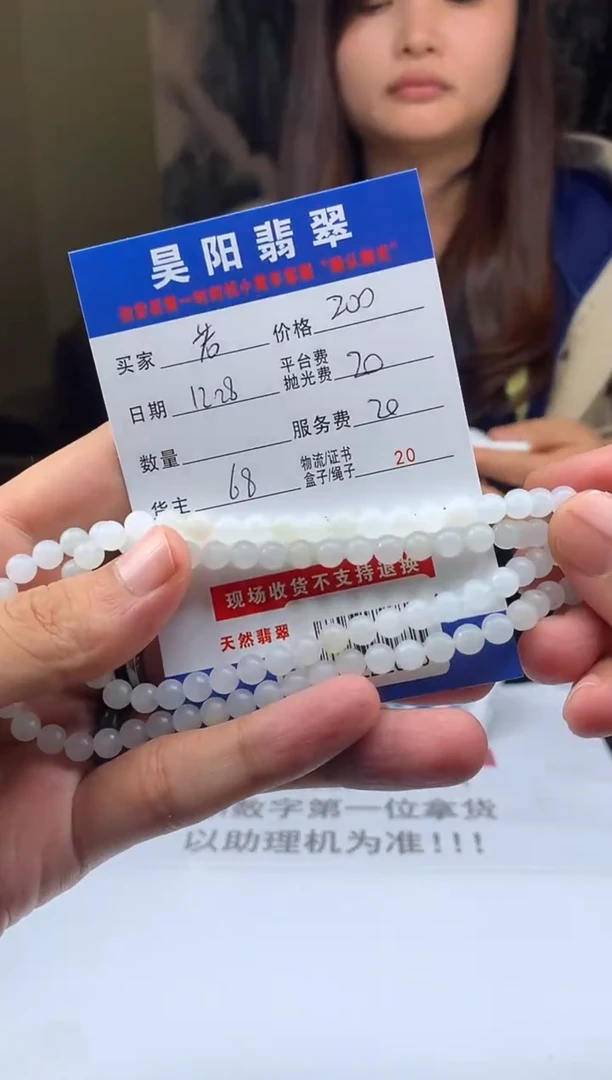 昊阳翡翠
买家 岩 价格 200
日期 12.28 平台费 抛光费 20
数量 服务费 20
货主 68 物流/证书 盒子/绳子 20
现场收货不支持退换
天然翡翠
数字第一位拿货
以助理机为准!!!